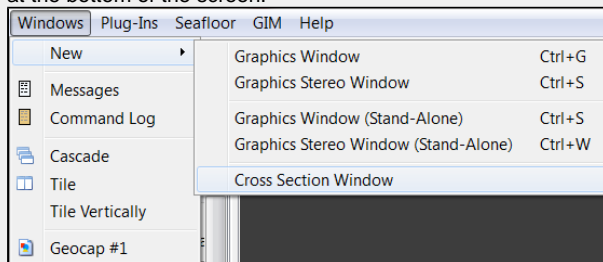 at the bottom of the screen.
Windows Plug-Ins Seafloor GIM Help
New
Graphics Window Ctrl+G
Graphics Stereo Window Ctrl+S
Messages
Command Log
Graphics Window (Stand-Alone) Ctrl+S
Graphics Stereo Window (Stand-Alone) Ctrl+W
Cascade
Tile
Cross Section Window
Tile Vertically
Geocap #1